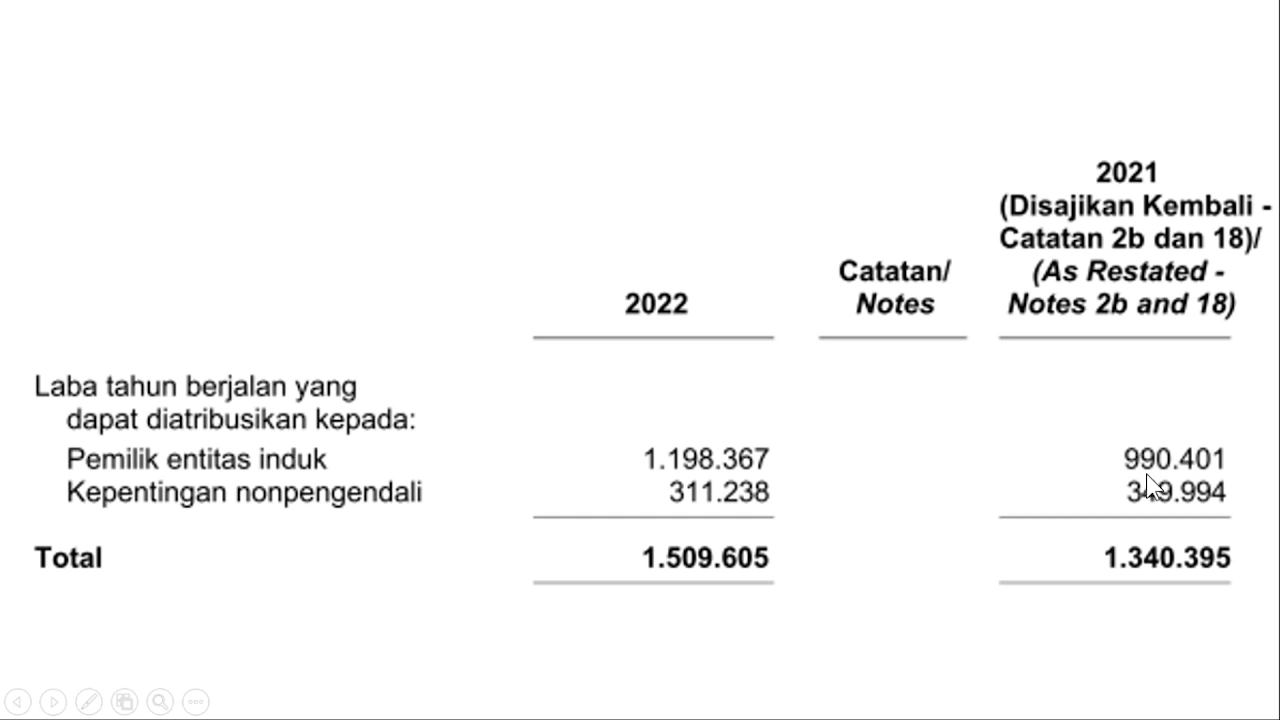 2021
(Disajikan Kembali -
Catatan 2b dan 18)/
(As Restated -
Notes 2b and 18)
Catatan/
Notes
2022
Laba tahun berjalan yang
dapat diatribusikan kepada:
Pemilik entitas induk 1.198.367 990.401
Kepentingan nonpengendali 311.238
Total 1.509.605 1.340.395